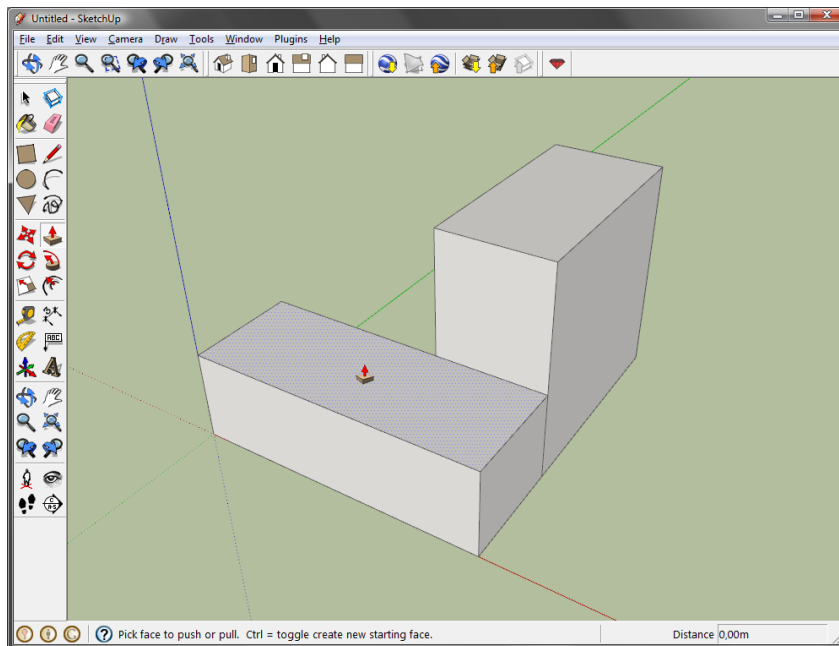 Untitled - SketchUp
File Edit View Camera Draw Tools Window Plugins Help
ABC
A
Pick face to push or pull. Ctrl = toggle create new starting face.
Distance 0,00m